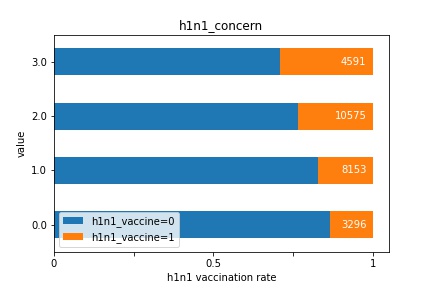 h1n1_concern
3.0
4591
2.0
10575
value
1.0
8153
0.0
3296
h1n1_vaccine=0
h1n1_vaccine=1
0
0.5
1
h1n1 vaccination rate